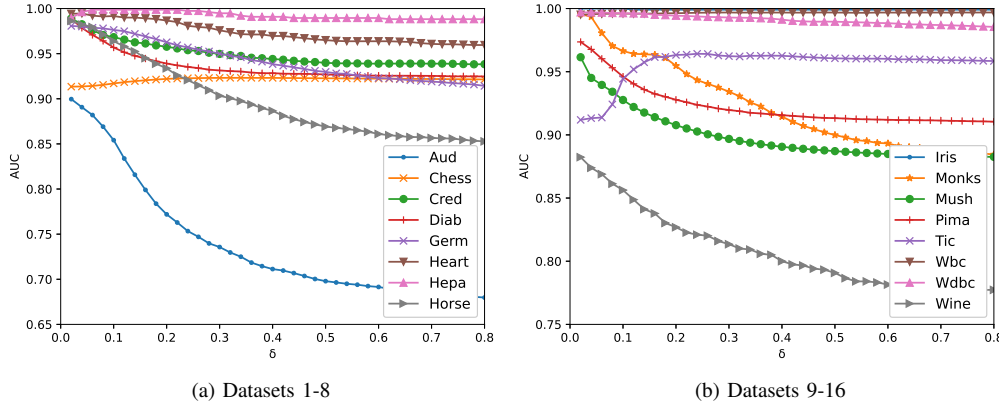 1.00
0.95
0.90
0.85
0.80
0.75
0.70
0.65
AUC
0.0 0.1 0.2 0.3 0.4 0.5 0.6 0.7 0.8
δ
Aud
Chess
Cred
Diab
Germ
Heart
Hepa
Horse
(a) Datasets 1-8
1.00
0.95
0.90
0.85
0.80
0.75
AUC
0.0 0.1 0.2 0.3 0.4 0.5 0.6 0.7 0.8
δ
Iris
Monks
Mush
Pima
Tic
Wbc
Wdbc
Wine
(b) Datasets 9-16